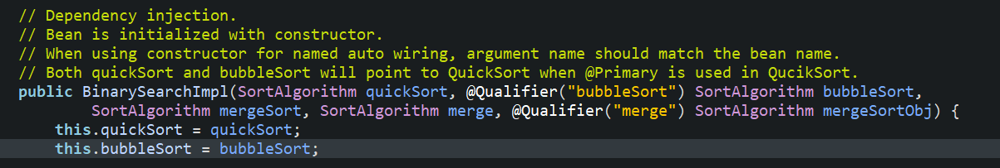 // Dependency injection.
// Bean is initialized with constructor.
// When using constructor for named auto wiring, argument name should match the bean name.
// Both quickSort and bubbleSort will point to QuickSort when @Primary is used in QucikSort.
public BinarySearchImpl(SortAlgorithm quickSort, @Qualifier("bubbleSort") SortAlgorithm bubbleSort,
SortAlgorithm mergeSort, SortAlgorithm merge, @Qualifier("merge") SortAlgorithm mergeSortObj) {
this.quickSort = quickSort;
this.bubbleSort = bubbleSort;